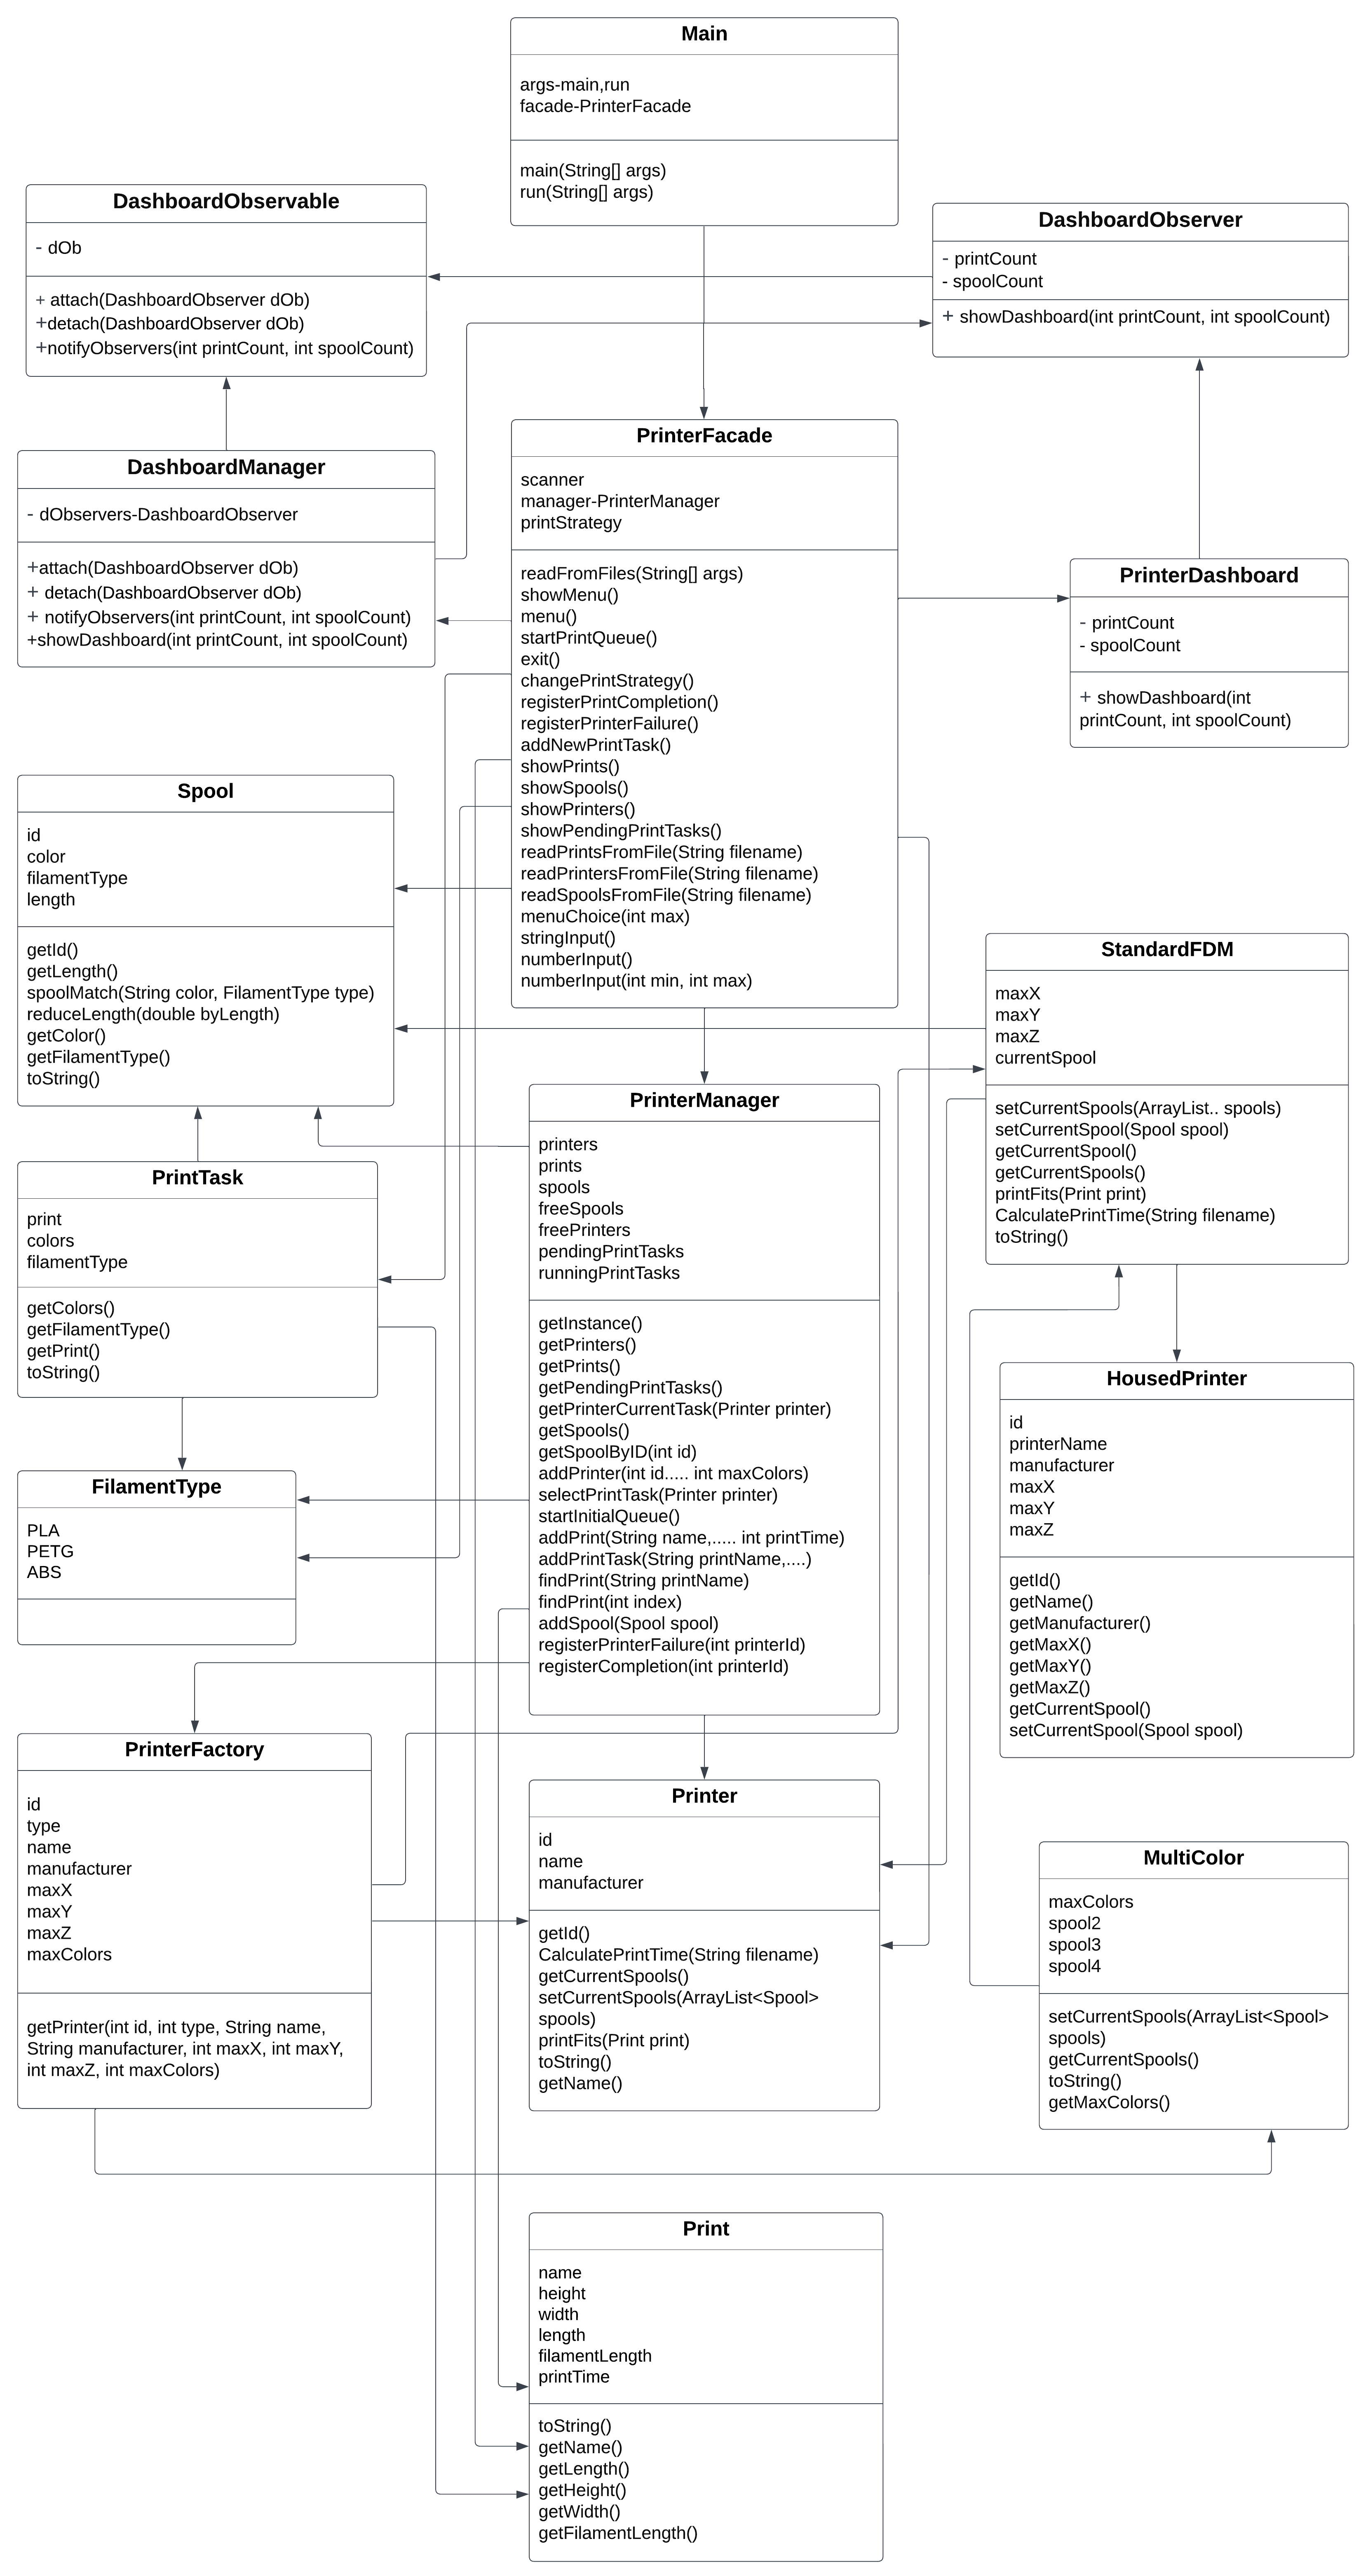 Main
args-main,run
facade-PrinterFacade
main(String[] args)
run(String[] args)
DashboardObservable
- dOb
+ attach(DashboardObserver dOb)
+detach(DashboardObserver dOb)
+notifyObservers(int printCount, int spoolCount)
DashboardObserver
- printCount
- spoolCount
+ showDashboard(int printCount, int spoolCount)
DashboardManager
- dObservers-DashboardObserver
+attach(DashboardObserver dOb)
+ detach(DashboardObserver dOb)
+ notifyObservers(int printCount, int spoolCount)
+showDashboard(int printCount, int spoolCount)
PrinterFacade
scanner
manager-PrinterManager
printStrategy
readFromFiles(String[] args)
showMenu()
menu()
startPrintQueue()
exit()
changePrintStrategy()
registerPrintCompletion()
registerPrinterFailure()
addNewPrintTask()
showPrints()
showSpools()
showPrinters()
showPendingPrintTasks()
readPrintsFromFile(String filename)
readPrintersFromFile(String filename)
readSpoolsFromFile(String filename)
menuChoice(int max)
stringInput()
numberInput()
numberInput(int min, int max)
PrinterDashboard
- printCount
- spoolCount
+ showDashboard(int
printCount, int spoolCount)
Spool
id
color
filamentType
length
getId()
getLength()
spoolMatch(String color, FilamentType type)
reduceLength(double byLength)
getColor()
getFilamentType()
toString()
StandardFDM
maxX
maxY
maxZ
currentSpool
setCurrentSpools(ArrayList.. spools)
setCurrentSpool(Spool spool)
getCurrentSpool()
getCurrentSpools()
printFits(Print print)
CalculatePrintTime(String filename)
toString()
PrinterManager
printers
prints
spools
freeSpools
freePrinters
pendingPrintTasks
runningPrintTasks
getInstance()
getPrinters()
getPrints()
getPendingPrintTasks()
getPrinterCurrentTask(Printer printer)
getSpools()
getSpoolByID(int id)
addPrinter(int id..... int maxColors)
selectPrintTask(Printer printer)
startInitialQueue()
addPrint(String name,..... int printTime)
addPrintTask(String printName,....)
findPrint(String printName)
findPrint(int index)
addSpool(Spool spool)
registerPrinterFailure(int printerId)
registerCompletion(int printerId)
PrintTask
print
colors
filamentType
getColors()
getFilamentType()
getPrint()
toString()
HousedPrinter
id
printerName
manufacturer
maxX
maxY
maxZ
getId()
getName()
getManufacturer()
getMaxX()
getMaxY()
getMaxZ()
getCurrentSpool()
setCurrentSpool(Spool spool)
FilamentType
PLA
PETG
ABS
PrinterFactory
id
type
name
manufacturer
maxX
maxY
maxZ
maxColors
getPrinter(int id, int type, String name,
String manufacturer, int maxX, int maxY,
int maxZ, int maxColors)
Printer
id
name
manufacturer
getId()
CalculatePrintTime(String filename)
getCurrentSpools()
setCurrentSpools(ArrayList<Spool>
spools)
printFits(Print print)
toString()
getName()
MultiColor
maxColors
spool2
spool3
spool4
setCurrentSpools(ArrayList<Spool>
spools)
getCurrentSpools()
toString()
getMaxColors()
Print
name
height
width
length
filamentLength
printTime
toString()
getName()
getLength()
getHeight()
getWidth()
getFilamentLength()